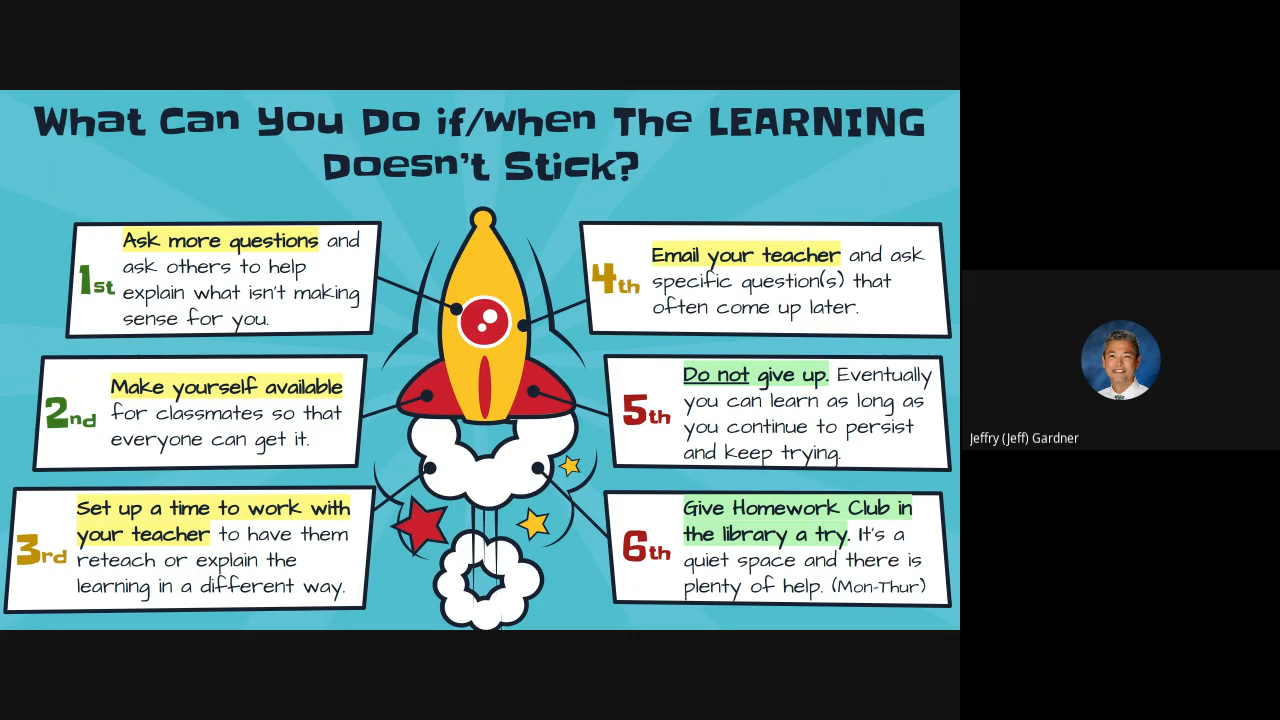 What Can You Do if/when The LEARNING
Doesn't Stick?
1st
Ask more questions and
ask others to help
explain what isn't making
sense for you.
2nd
Make yourself available
for classmates so that
everyone can get it.
3rd
Set up a time to work with
your teacher to have them
reteach or explain the
learning in a different way.
4th
Email your teacher and ask
specific question(s) that
often come up later.
5th
Do not give up. Eventually
you can learn as long as
you continue to persist
and keep trying.
6th
Give Homework Club in
the library a try. It's a
quiet space and there is
plenty of help. (Mon-Thur)
Jeffry (Jeff) Gardner